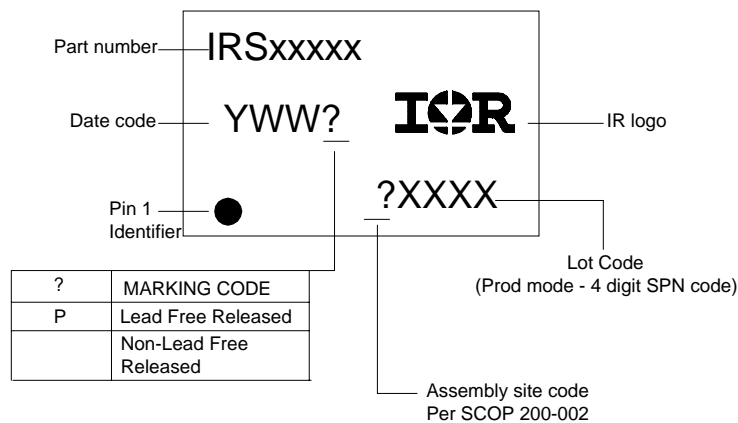 Part number
IRSxxxxx
Date code
YWW?
IOR
IR logo
?XXXX
Pin 1
Identifier
Lot Code
(Prod mode - 4 digit SPN code)
? MARKING CODE
P Lead Free Released
Non-Lead Free
Released
Assembly site code
Per SCOP 200-002